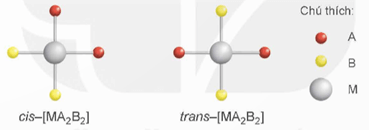 Chú thích:
A
B
M
cis–[MA₂B₂]
trans–[MA₂B₂]